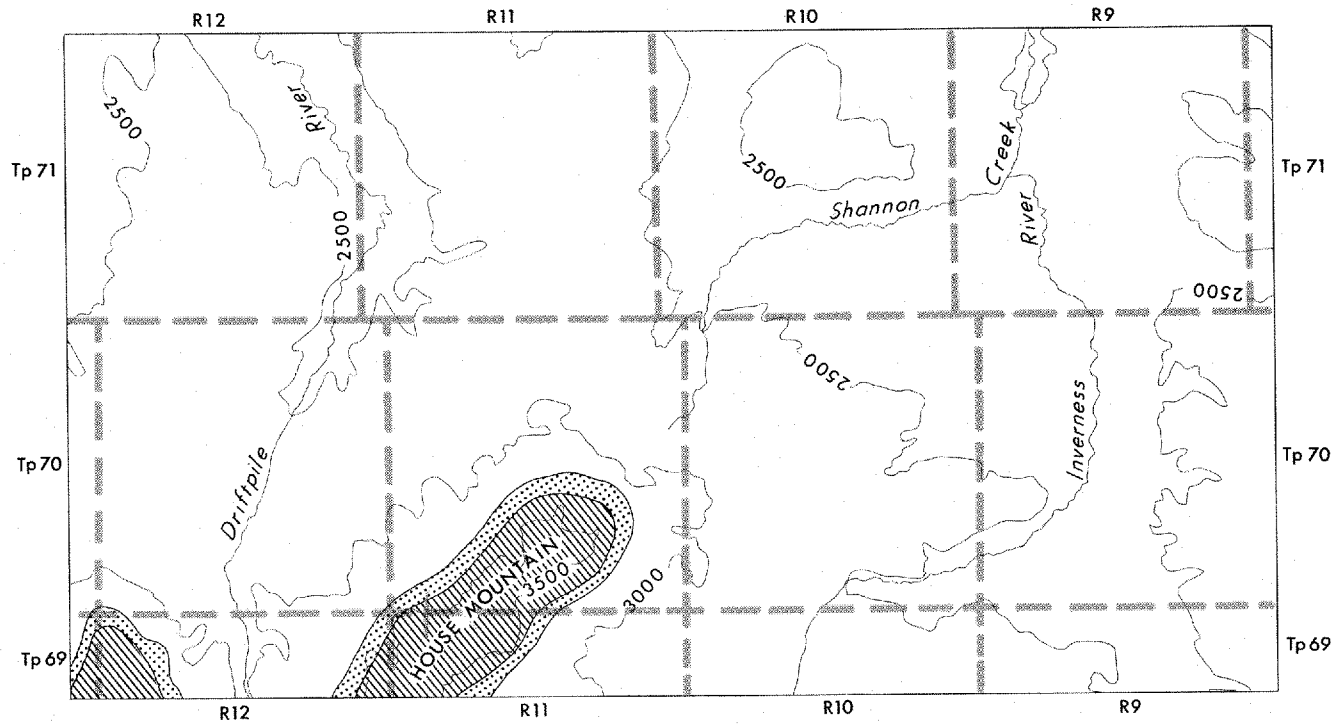 R12 R11 R10 R9
2500
River
2500
Creek
Tp 71
Tp 71
Shannon
River
2500
2500
2500
Inverness
Tp 70
Tp 70
Driftpile
HOUSE MOUNTAIN
3500
3000
Tp 69
Tp 69
R12 R11 R10 R9